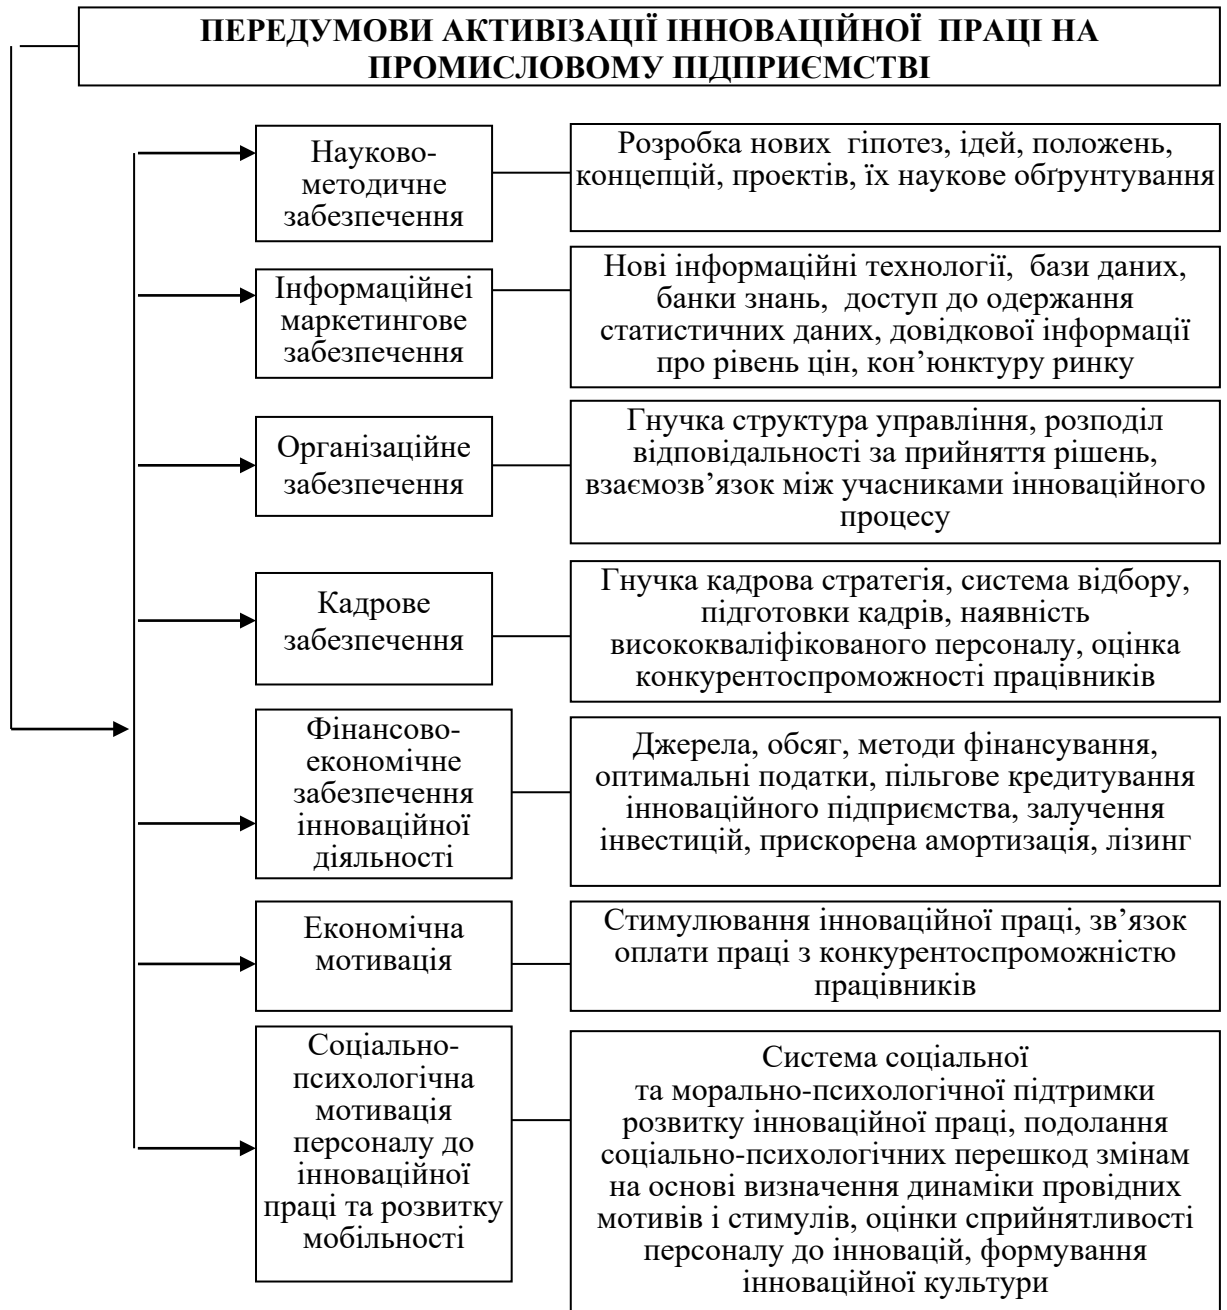 ПЕРЕДУМОВИ АКТИВІЗАЦІЇ ІННОВАЦІЙНОЇ ПРАЦІ НА
ПРОМИСЛОВОМУ ПІДПРИЄМСТВІ
Науково-
методичне
забезпечення
Розробка нових гіпотез, ідей, положень,
концепцій, проектів, їх наукове обґрунтування
Інформаційнеі
маркетингове
забезпечення
Нові інформаційні технології, бази даних,
банки знань, доступ до одержання
статистичних даних, довідкової інформації
про рівень цін, кон’юнктуру ринку
Організаційне
забезпечення
Гнучка структура управління, розподіл
відповідальності за прийняття рішень,
взаємозв’язок між учасниками інноваційного
процесу
Кадрове
забезпечення
Гнучка кадрова стратегія, система відбору,
підготовки кадрів, наявність
висококваліфікованого персоналу, оцінка
конкурентоспроможності працівників
Фінансово-
економічне
забезпечення
інноваційної
діяльності
Джерела, обсяг, методи фінансування,
оптимальні податки, пільгове кредитування
інноваційного підприємства, залучення
інвестицій, прискорена амортизація, лізинг
Економічна
мотивація
Стимулювання інноваційної праці, зв’язок
оплати праці з конкурентоспроможністю
працівників
Соціально-
психологічна
мотивація
персоналу до
інноваційної
праці та розвитку
мобільності
Система соціальної
та морально-психологічної підтримки
розвитку інноваційної праці, подолання
соціально-психологічних перешкод змінам
на основі визначення динаміки провідних
мотивів і стимулів, оцінки сприйнятливості
персоналу до інновацій, формування
інноваційної культури